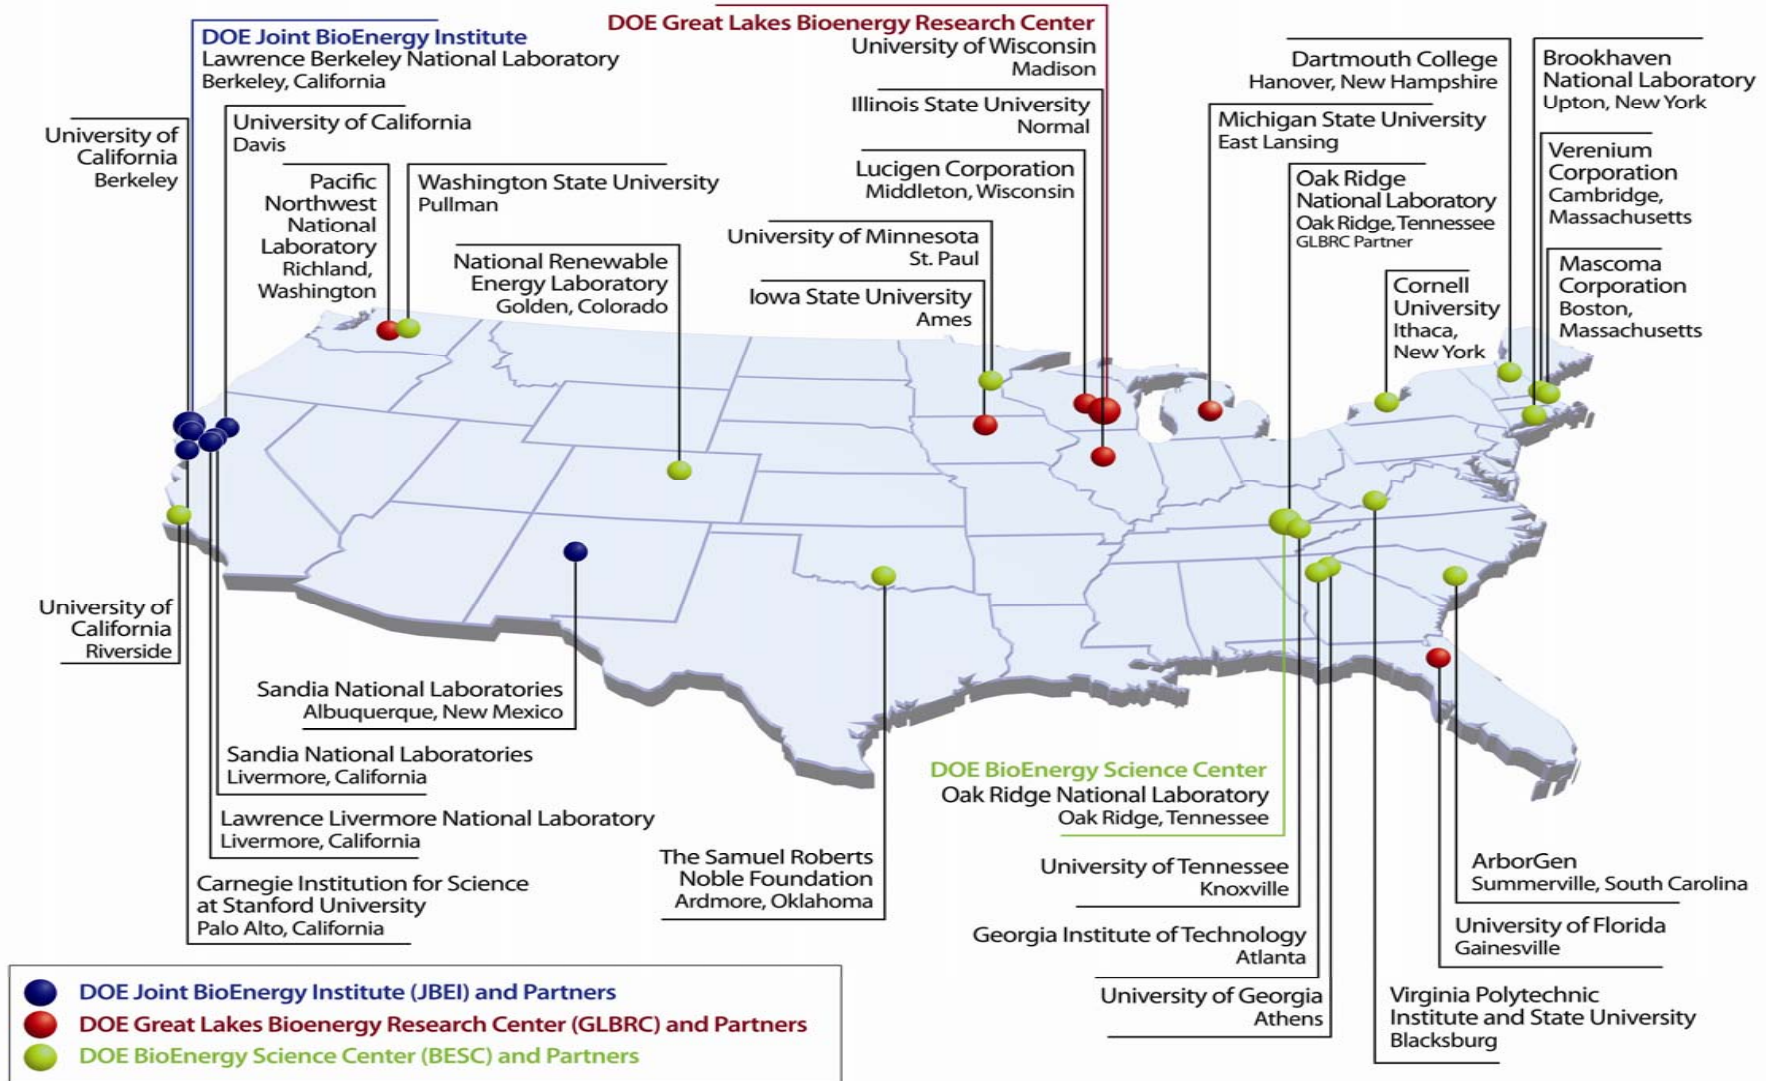 DOE Joint BioEnergy Institute
Lawrence Berkeley National Laboratory
Berkeley, California
DOE Great Lakes Bioenergy Research Center
University of Wisconsin
Madison
Illinois State University
Normal
Lucigen Corporation
Middleton, Wisconsin
University of Minnesota
St. Paul
Iowa State University
Ames
Dartmouth College
Hanover, New Hampshire
Michigan State University
East Lansing
Oak Ridge
National Laboratory
Oak Ridge, Tennessee
GLBRC Partner
Cornell
University
Ithaca,
New York
Brookhaven
National Laboratory
Upton, New York
Verenium
Corporation
Cambridge,
Massachusetts
Mascoma
Corporation
Boston,
Massachusetts
University of
California
Berkeley
University of California
Davis
Pacific
Northwest
National
Laboratory
Richland,
Washington
Washington State University
Pullman
National Renewable
Energy Laboratory
Golden, Colorado
University of
California
Riverside
Sandia National Laboratories
Albuquerque, New Mexico
Sandia National Laboratories
Livermore, California
Lawrence Livermore National Laboratory
Livermore, California
Carnegie Institution for Science
at Stanford University
Palo Alto, California
The Samuel Roberts
Noble Foundation
Ardmore, Oklahoma
DOE BioEnergy Science Center
Oak Ridge National Laboratory
Oak Ridge, Tennessee
University of Tennessee
Knoxville
Georgia Institute of Technology
Atlanta
University of Georgia
Athens
ArborGen
Summerville, South Carolina
University of Florida
Gainesville
Virginia Polytechnic
Institute and State University
Blacksburg
DOE Joint BioEnergy Institute (JBEI) and Partners
DOE Great Lakes Bioenergy Research Center (GLBRC) and Partners
DOE BioEnergy Science Center (BESC) and Partners